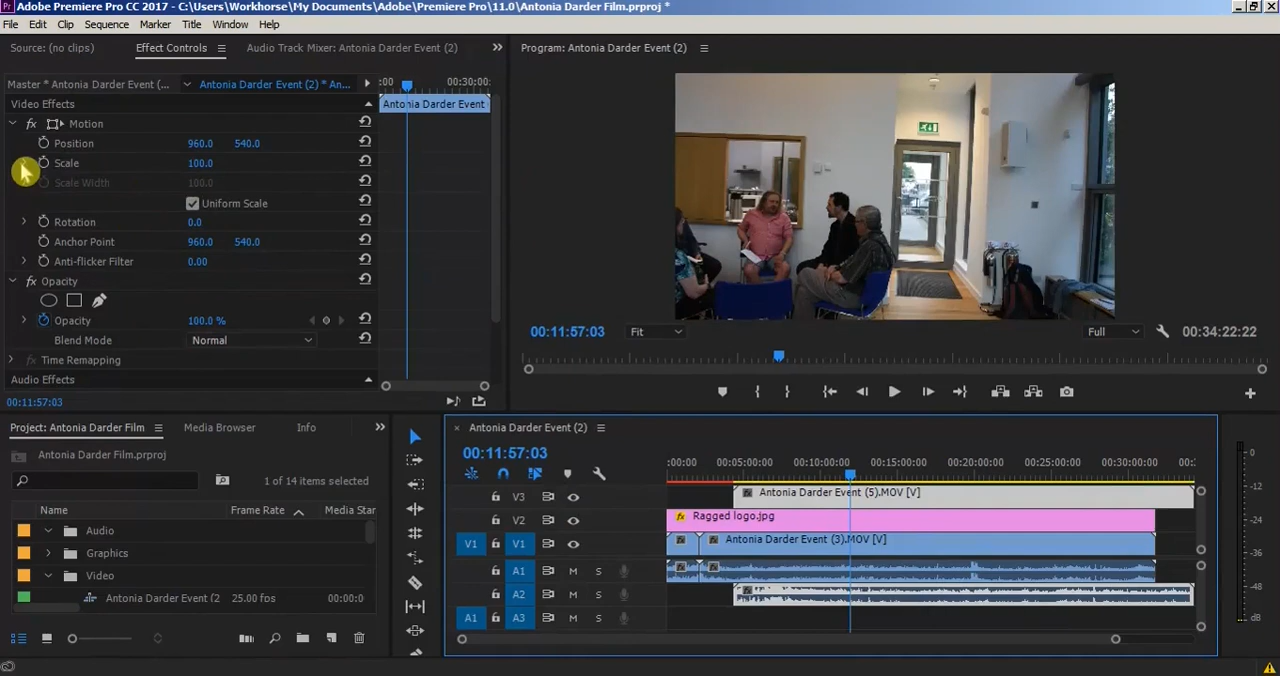 Adobe Premiere Pro CC 2017 - C:\Users\Workhorse\My Documents\Adobe\Premiere Pro\11.0\Antonia Darder Film.prproj *
File Edit Clip Sequence Marker Title Window Help
Source: (no clips) Effect Controls Audio Track Mixer: Antonia Darder Event (2)
Program: Antonia Darder Event (2)
Master * Antonia Darder Event (... Antonia Darder Event (2) * An...
:00 00:30:00:
Video Effects
Antonia Darder Event
Motion
Position 960.0 540.0
Scale 100.0
Scale Width 100.0
Uniform Scale
Rotation 0.0
Anchor Point 960.0 540.0
Anti-flicker Filter 0.00
Opacity
Opacity 100.0 %
Blend Mode Normal
Time Remapping
Audio Effects
00:11:57:03
00:11:57:03 Fit Full 00:34:22:22
Project: Antonia Darder Film Media Browser Info
Antonia Darder Film.prproj
1 of 14 items selected
Name Frame Rate Media Star
Audio
Graphics
Video
Antonia Darder Event (2 25.00 fps 00:00:0
Antonia Darder Event (2)
00:11:57:03
:00:00 00:05:00:00 00:10:00:00 00:15:00:00 00:20:00:00 00:25:00:00 00:30:00:00 00:3
V3 Antonia Darder Event (5).MOV [V]
V2 Ragged logo.jpg
V1 V1 Antonia Darder Event (3).MOV [V]
A1 M S
A2 M S
A1 A3 M S
0
-12
-24
-36
-48
dB